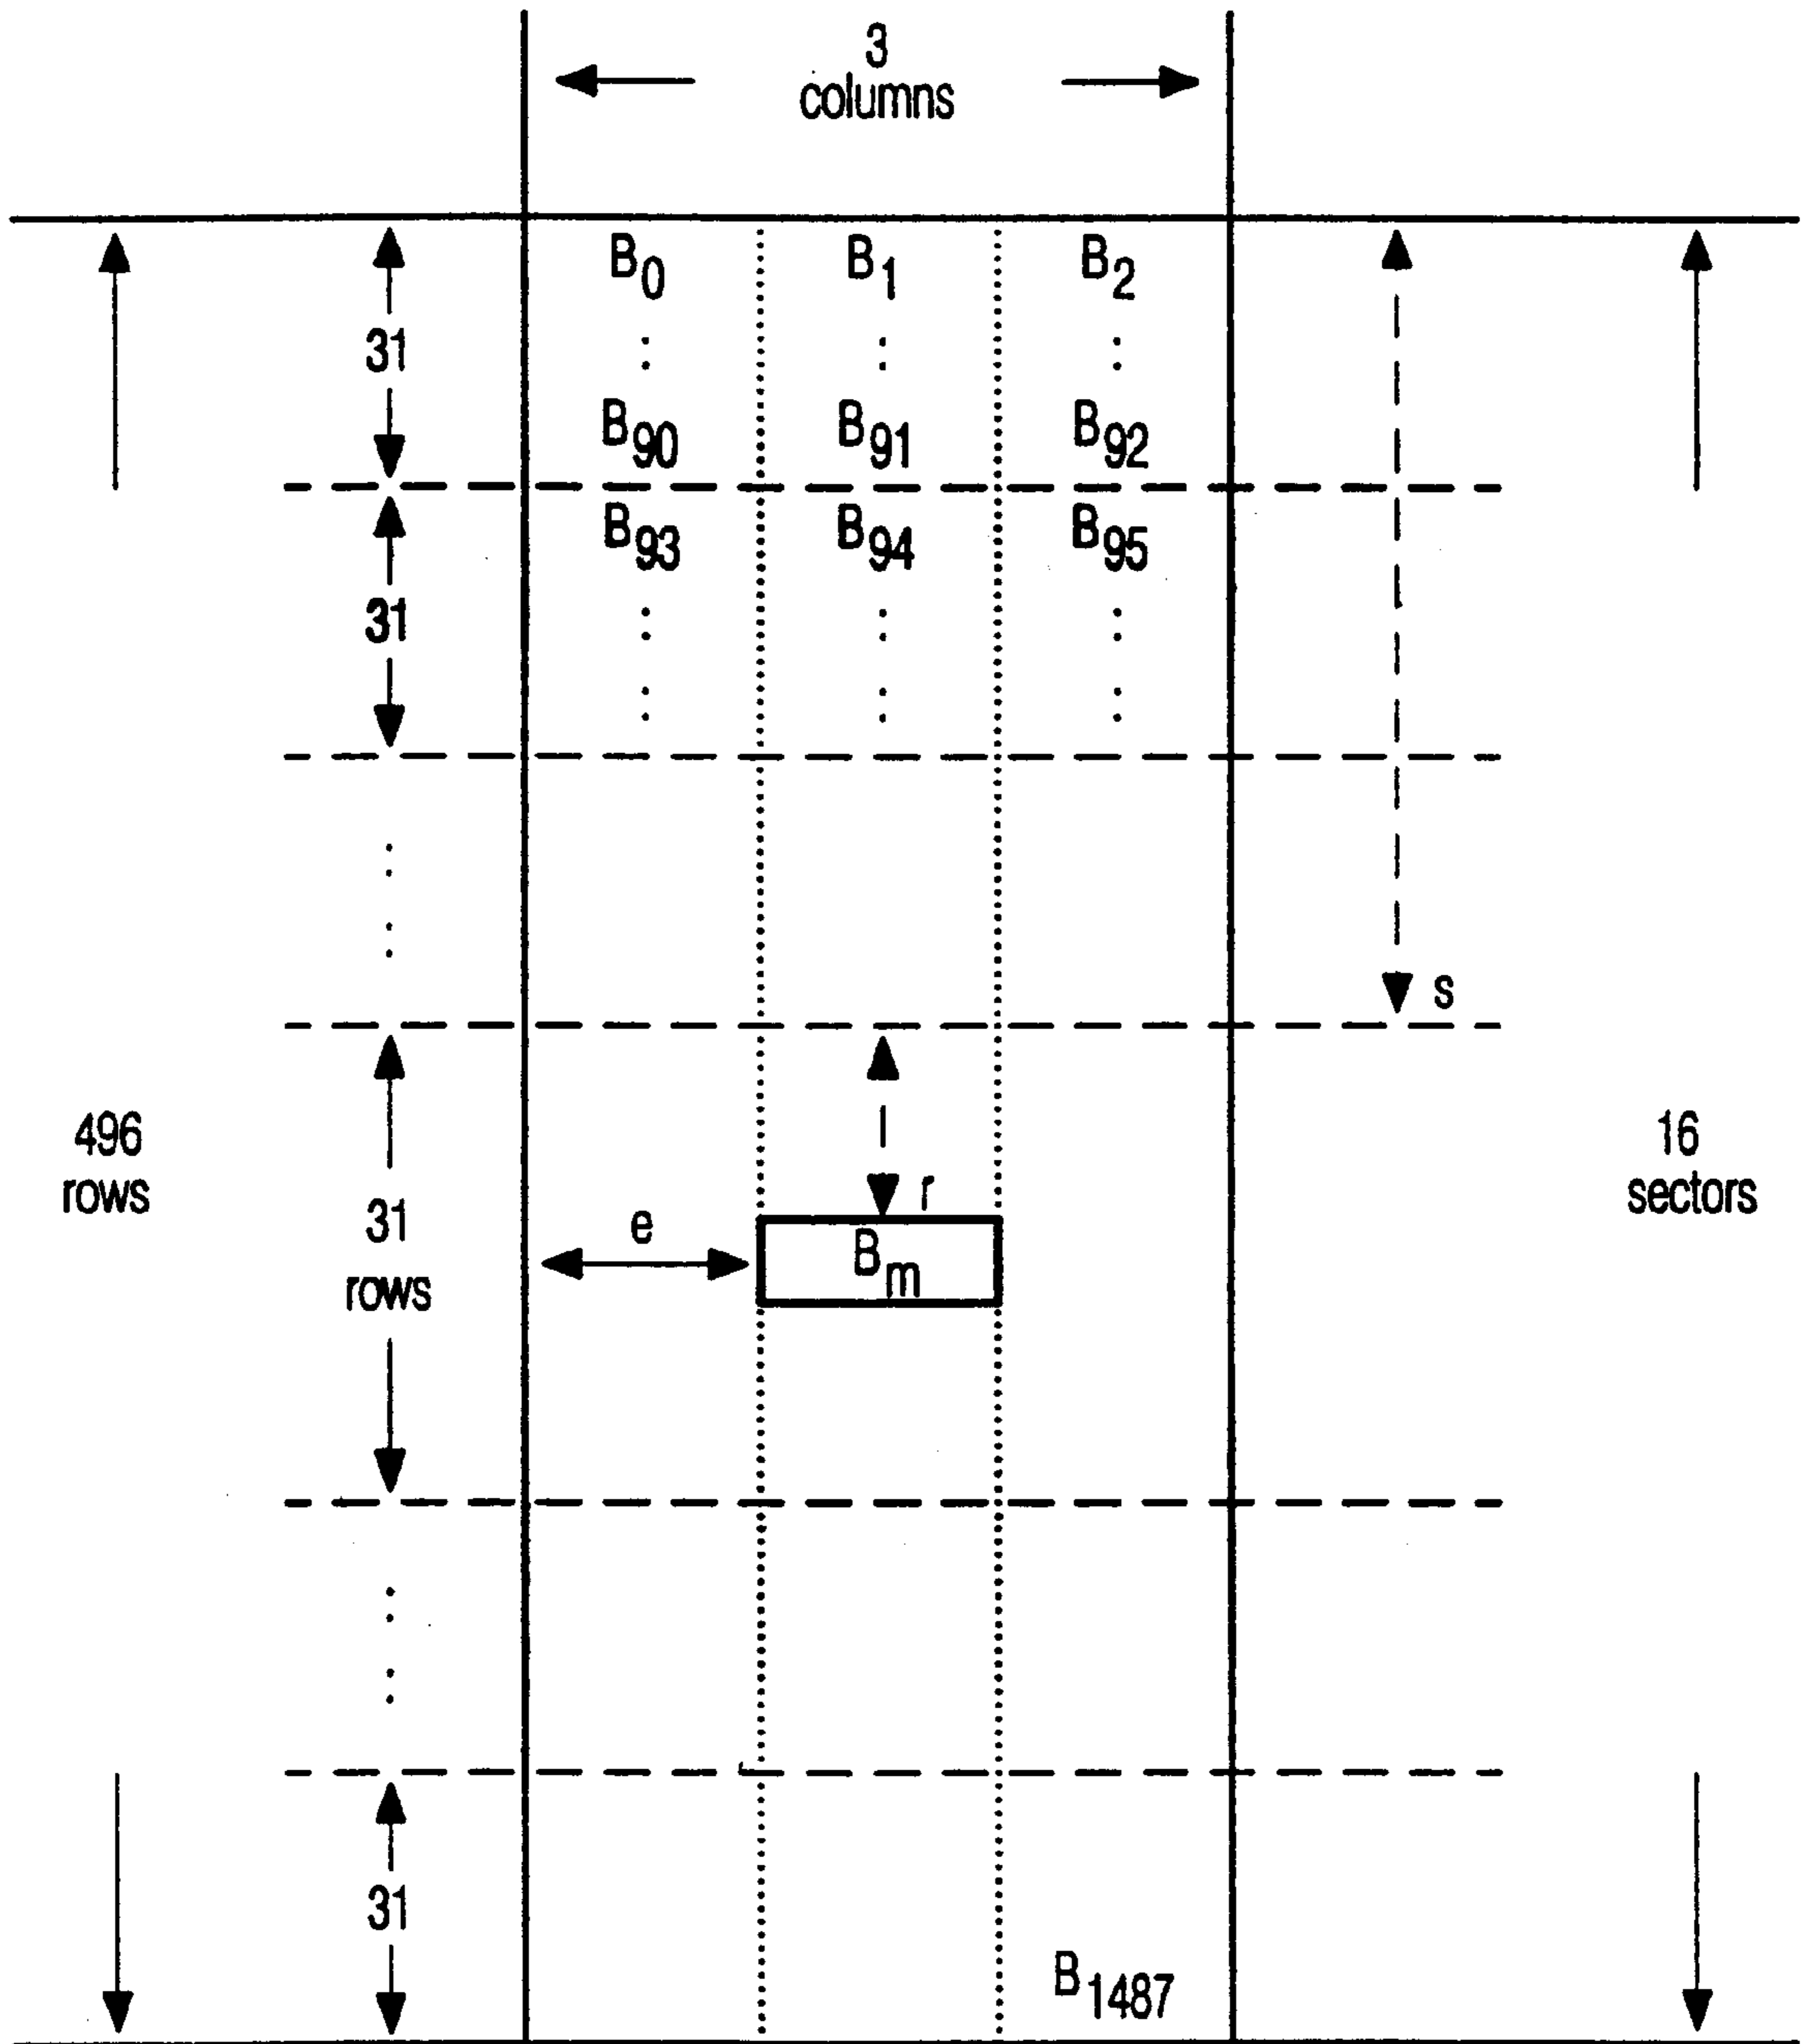 3
columns
B0 B1 B2
31
B90 B91 B92
B93 B94 B95
31
s
496
rows
16
sectors
r
31
rows
e
Bm
31
B1487